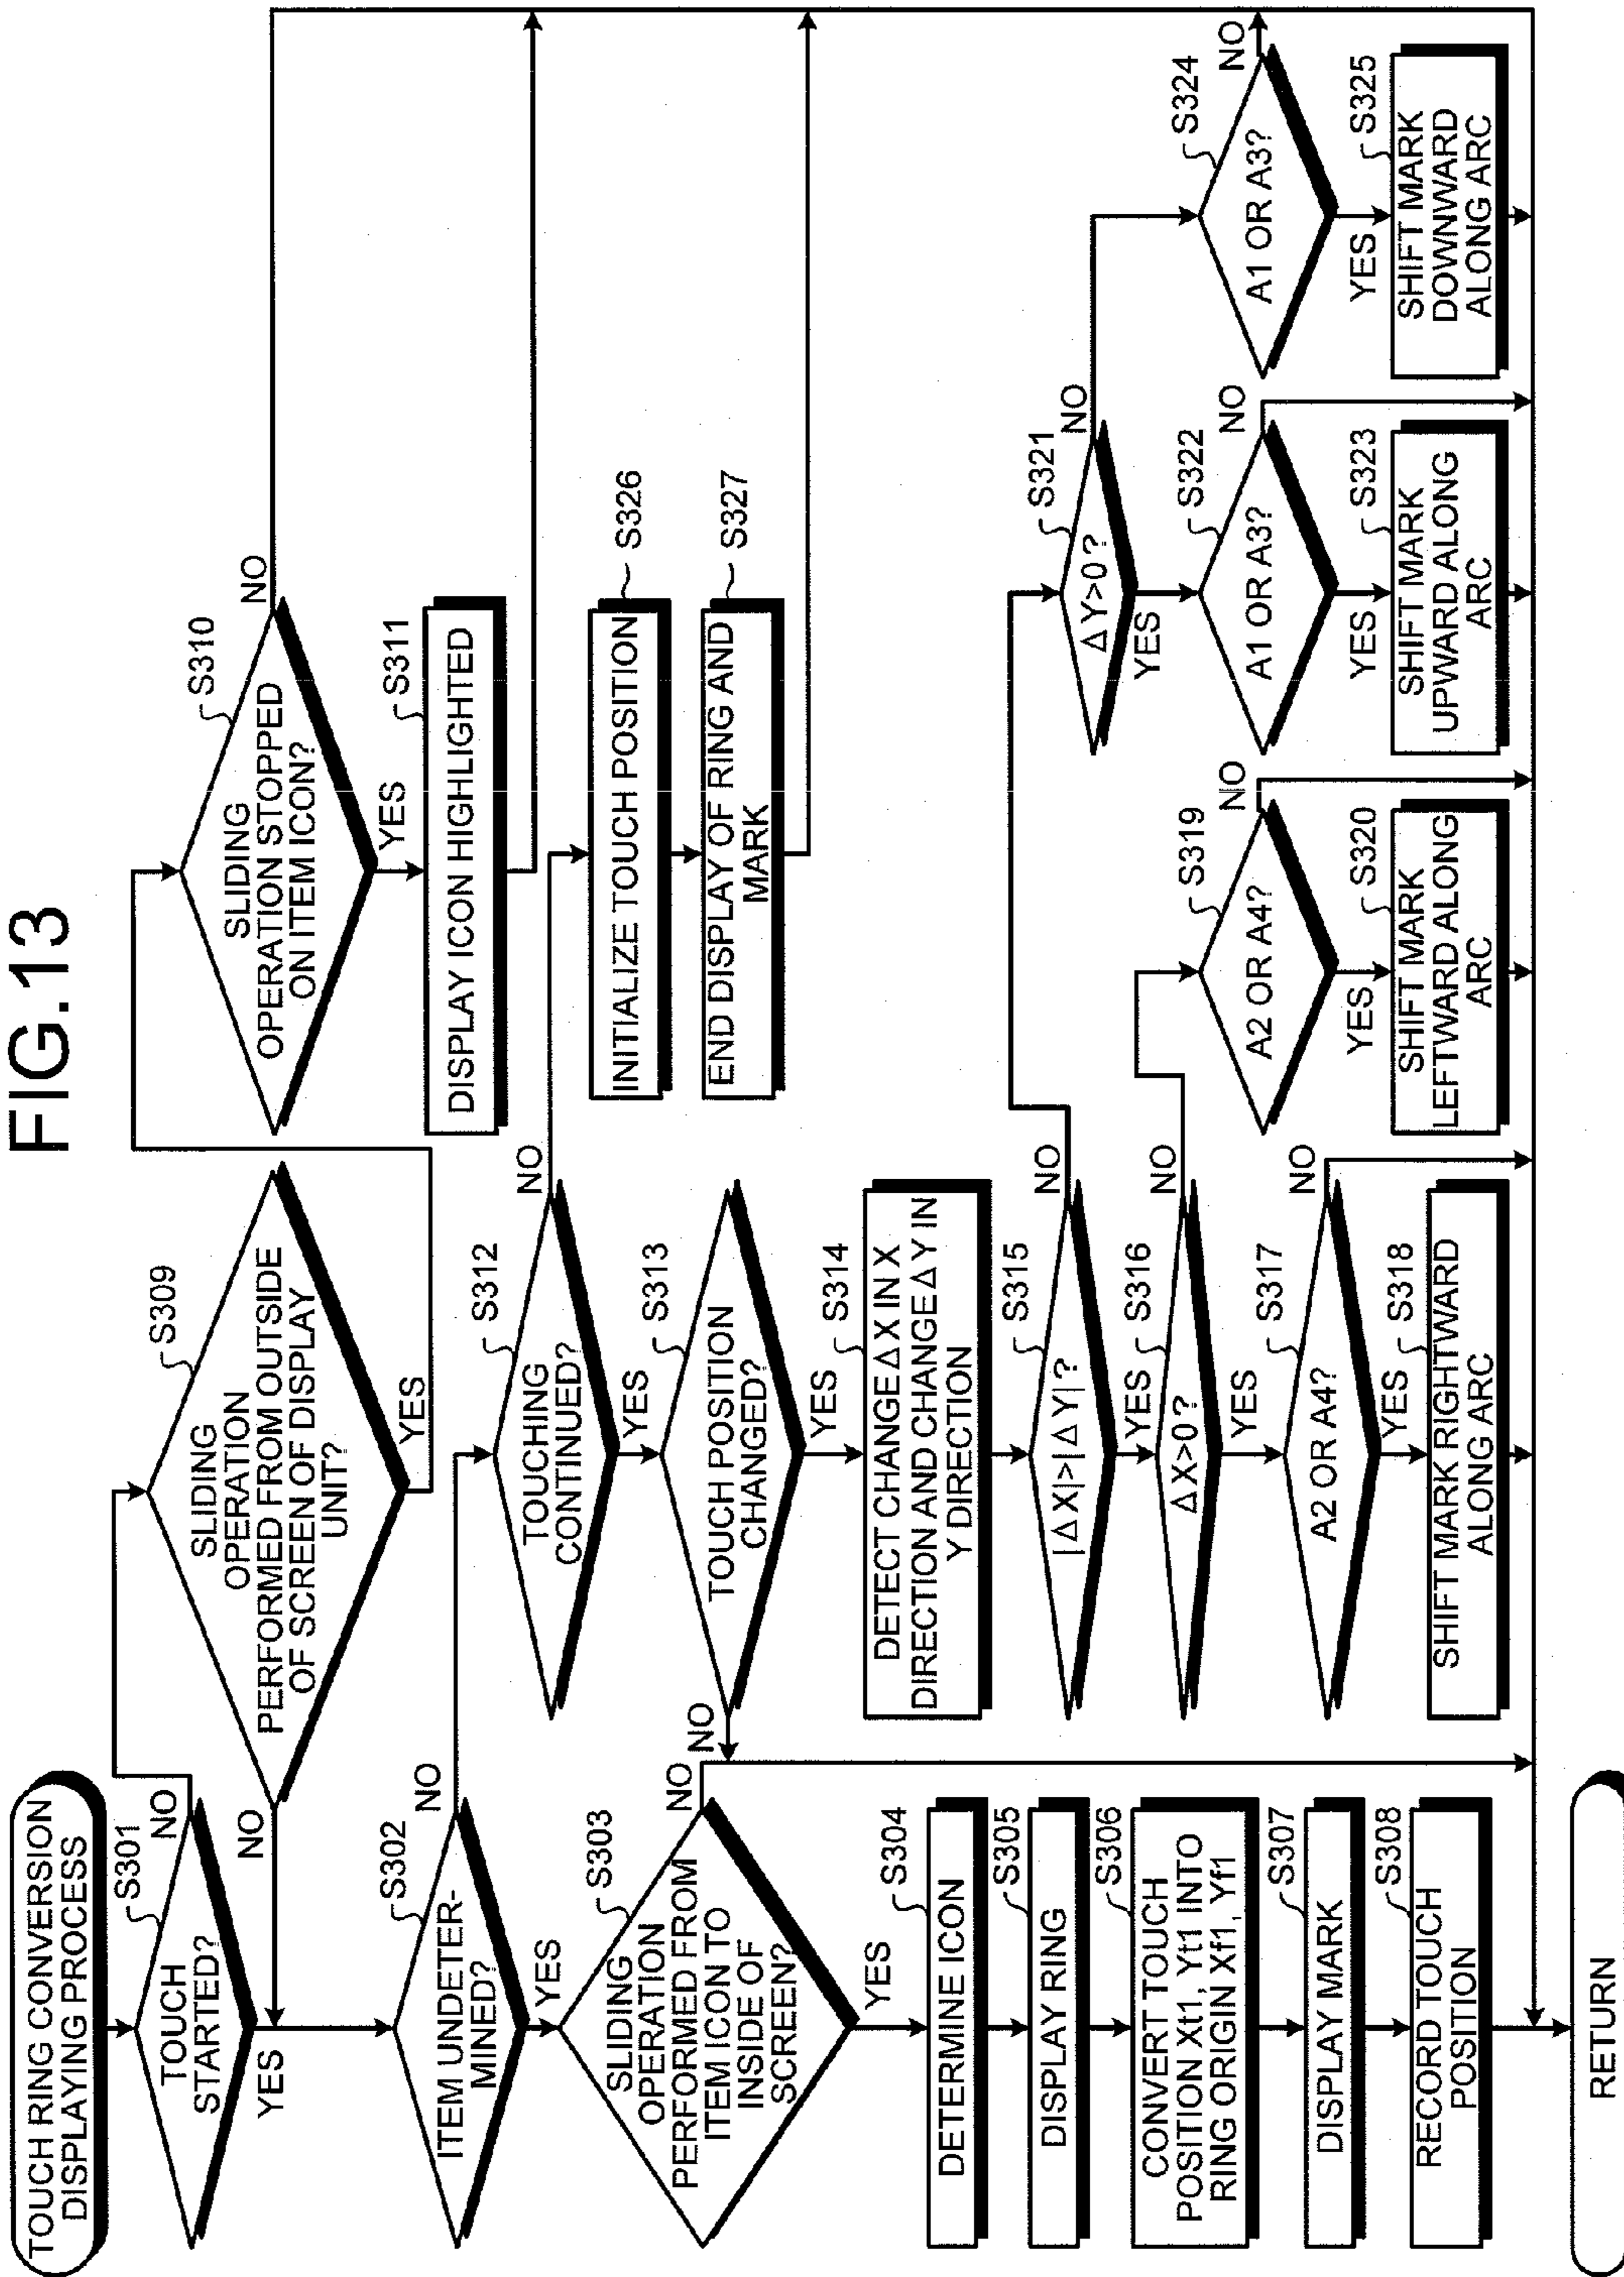 FIG.13
TOUCH RING CONVERSION
DISPLAYING PROCESS
S301
TOUCH
STARTED?
NO
YES
S302
ITEM UNDETER-
MINED?
NO
YES
S303
SLIDING
OPERATION
PERFORMED FROM
ITEM ICON TO
INSIDE OF
SCREEN?
NO
YES
S304
DETERMINE ICON
S305
DISPLAY RING
S306
CONVERT TOUCH
POSITION Xt1, Yt1 INTO
RING ORIGIN Xf1, Yf1
S307
DISPLAY MARK
S308
RECORD TOUCH
POSITION
RETURN
S309
SLIDING
OPERATION
PERFORMED FROM OUTSIDE
OF SCREEN OF DISPLAY
UNIT?
NO
YES
S310
SLIDING
OPERATION STOPPED
ON ITEM ICON?
NO
YES
S311
DISPLAY ICON HIGHLIGHTED
S312
TOUCHING
CONTINUED?
NO
YES
S313
TOUCH POSITION
CHANGED?
NO
YES
S314
DETECT CHANGE Δ X IN X
DIRECTION AND CHANGE Δ Y IN
Y DIRECTION
S315
|Δ X|>|Δ Y| ?
NO
YES
S316
Δ X>0 ?
NO
YES
S317
A2 OR A4?
NO
YES
S318
SHIFT MARK RIGHTWARD
ALONG ARC
S319
A2 OR A4?
NO
YES
S320
SHIFT MARK
LEFTWARD ALONG
ARC
S321
Δ Y>0 ?
NO
YES
S322
A1 OR A3?
NO
YES
S323
SHIFT MARK
UPWARD ALONG
ARC
S324
A1 OR A3?
NO
YES
S325
SHIFT MARK
DOWNWARD
ALONG ARC
S326
INITIALIZE TOUCH POSITION
S327
END DISPLAY OF RING AND
MARK